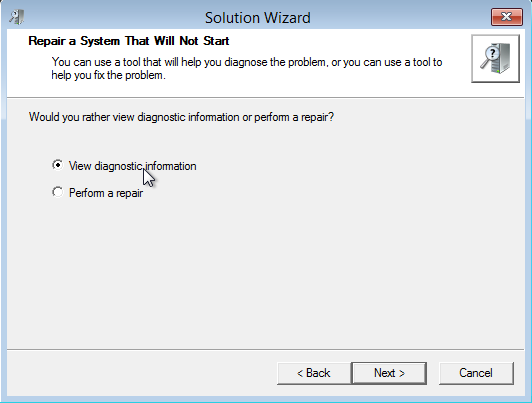 Solution Wizard
Repair a System That Will Not Start
You can use a tool that will help you diagnose the problem, or you can use a tool to
help you fix the problem.
Would you rather view diagnostic information or perform a repair?
View diagnostic information
Perform a repair
< Back
Next >
Cancel